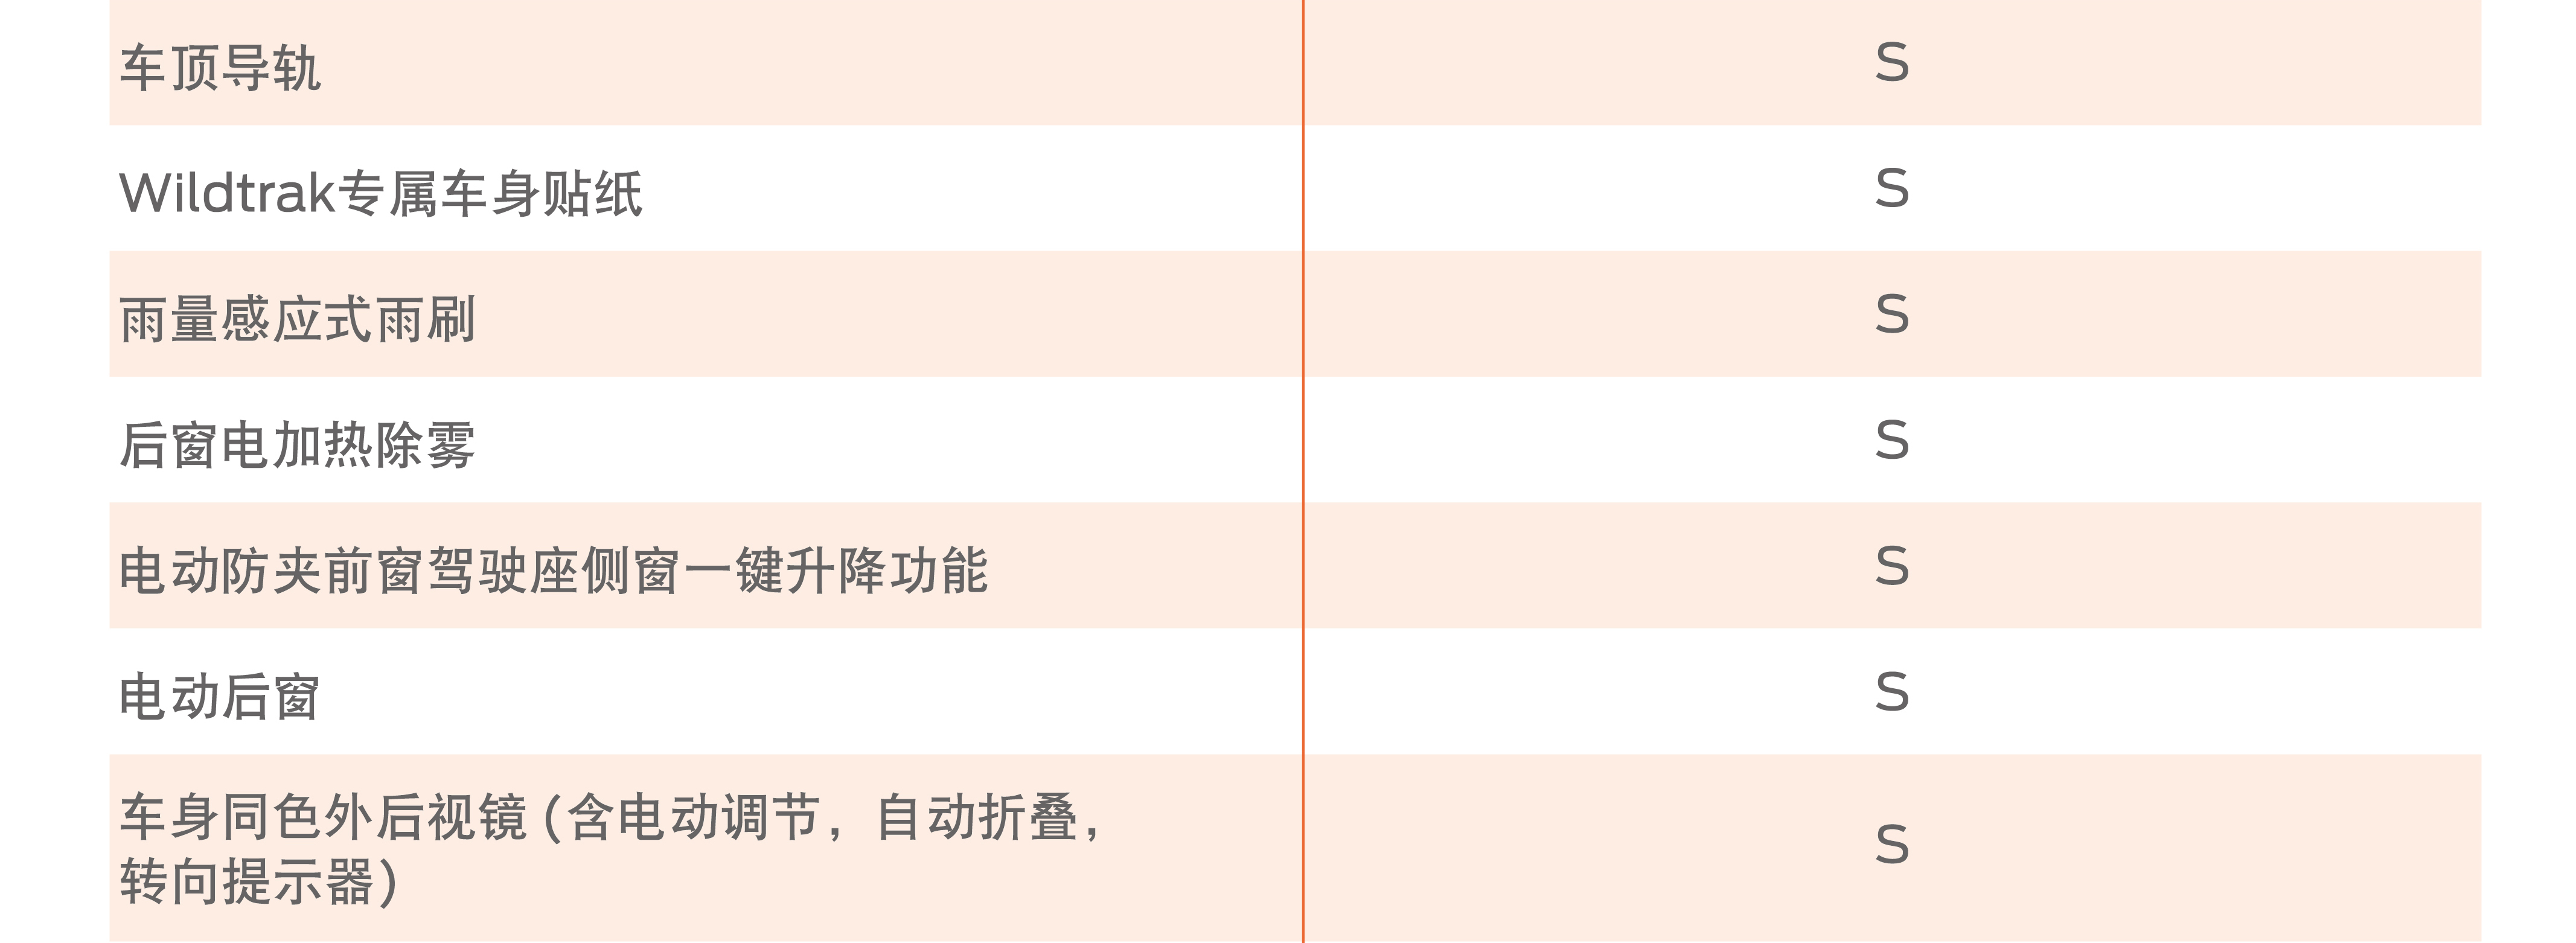 车顶导轨 S
Wildtrak专属车身贴纸 S
雨量感应式雨刷 S
后窗电加热除雾 S
电动防夹前窗驾驶座侧窗一键升降功能 S
电动后窗 S
车身同色外后视镜 (含电动调节，自动折叠，
转向提示器) S